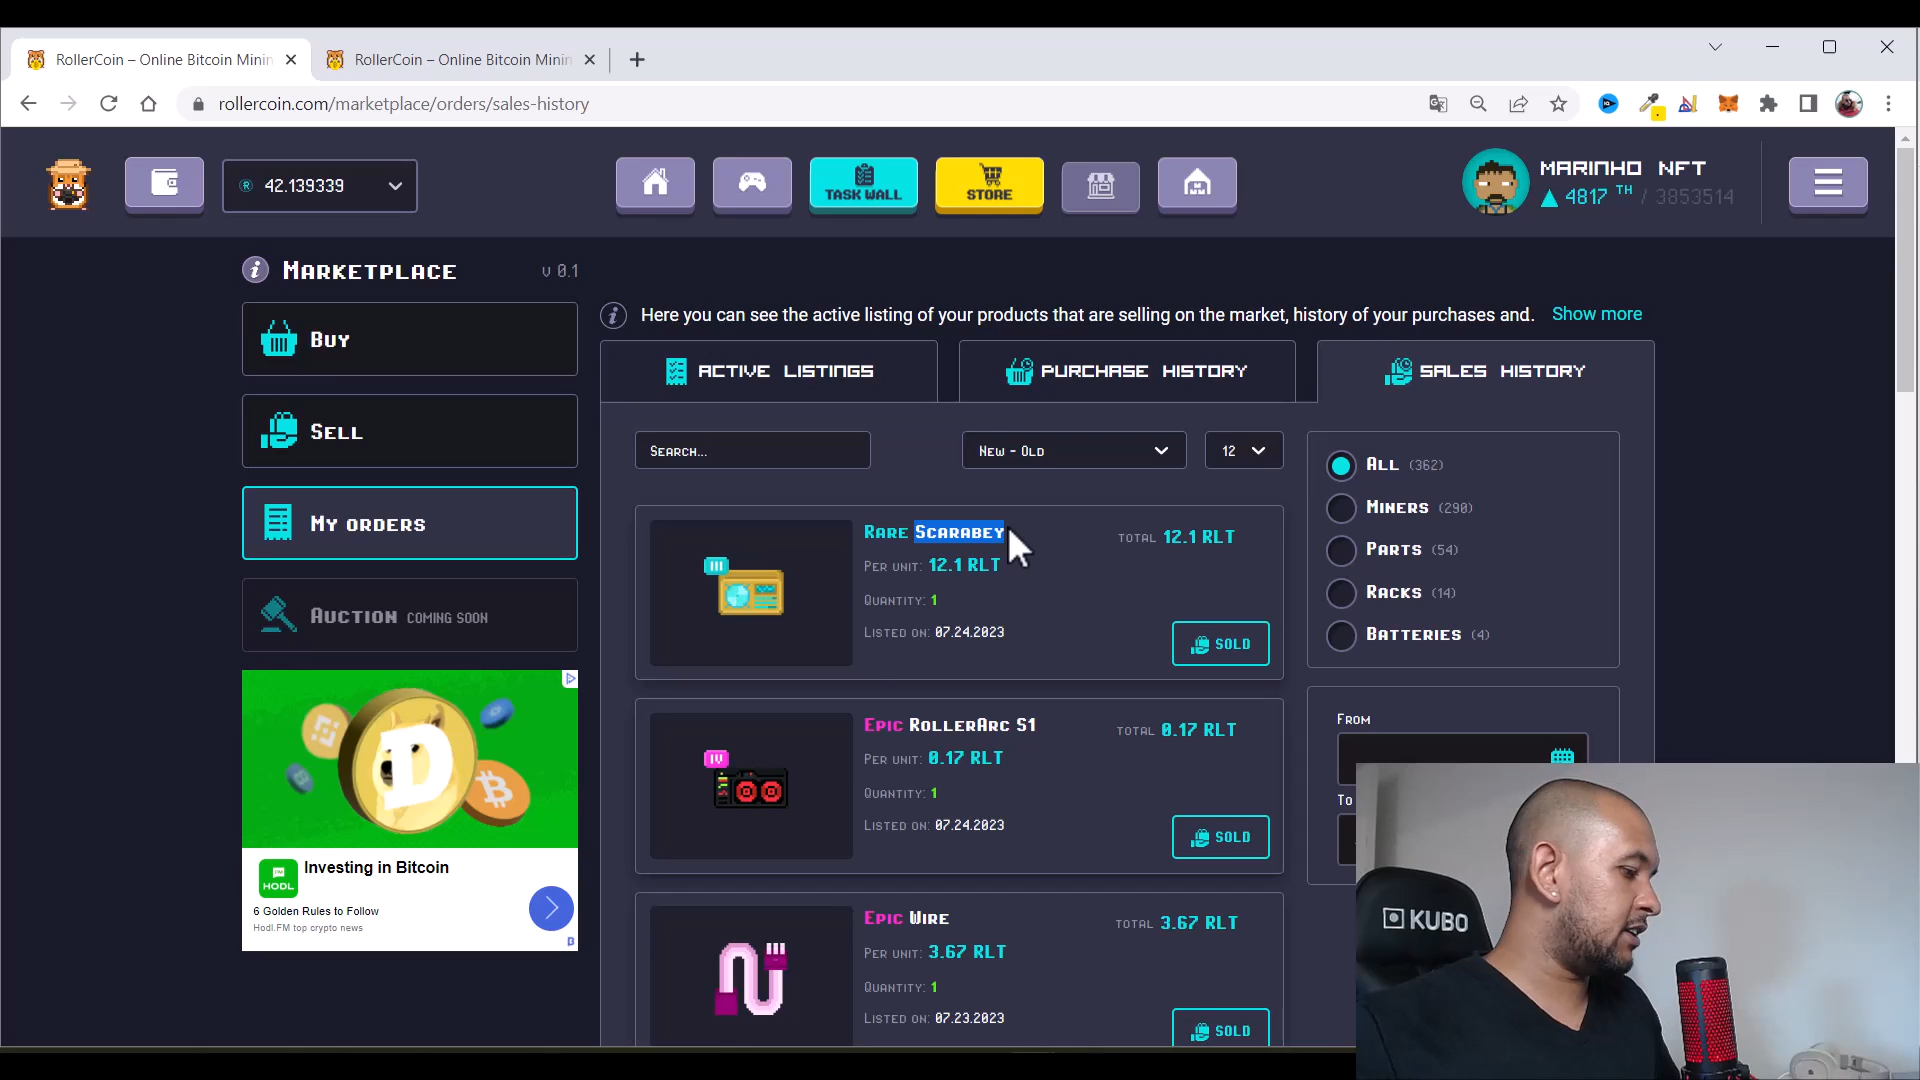 RollerCoin – Online Bitcoin Minin
RollerCoin – Online Bitcoin Minin
rollercoin.com/marketplace/orders/sales-history
42.139339
TASK WALL
STORE
MARINHO NFT
4817 TH / 3853514
MARKETPLACE
V 0.1
BUY
SELL
MY ORDERS
AUCTION COMING SOON
Investing in Bitcoin
HODL
6 Golden Rules to Follow
Hodl.FM top crypto news
Here you can see the active listing of your products that are selling on the market, history of your purchases and. Show more
ACTIVE LISTINGS
PURCHASE HISTORY
SALES HISTORY
SEARCH...
NEW - OLD
12
ALL (362)
MINERS (290)
PARTS (54)
RACKS (14)
BATTERIES (4)
FROM
TO
III
RARE SCARABEY
TOTAL 12.1 RLT
PER UNIT: 12.1 RLT
QUANTITY: 1
LISTED ON: 07.24.2023
SOLD
IV
EPIC ROLLERARC S1
TOTAL 0.17 RLT
PER UNIT: 0.17 RLT
QUANTITY: 1
LISTED ON: 07.24.2023
SOLD
EPIC WIRE
TOTAL 3.67 RLT
PER UNIT: 3.67 RLT
QUANTITY: 1
LISTED ON: 07.23.2023
SOLD
KUBO